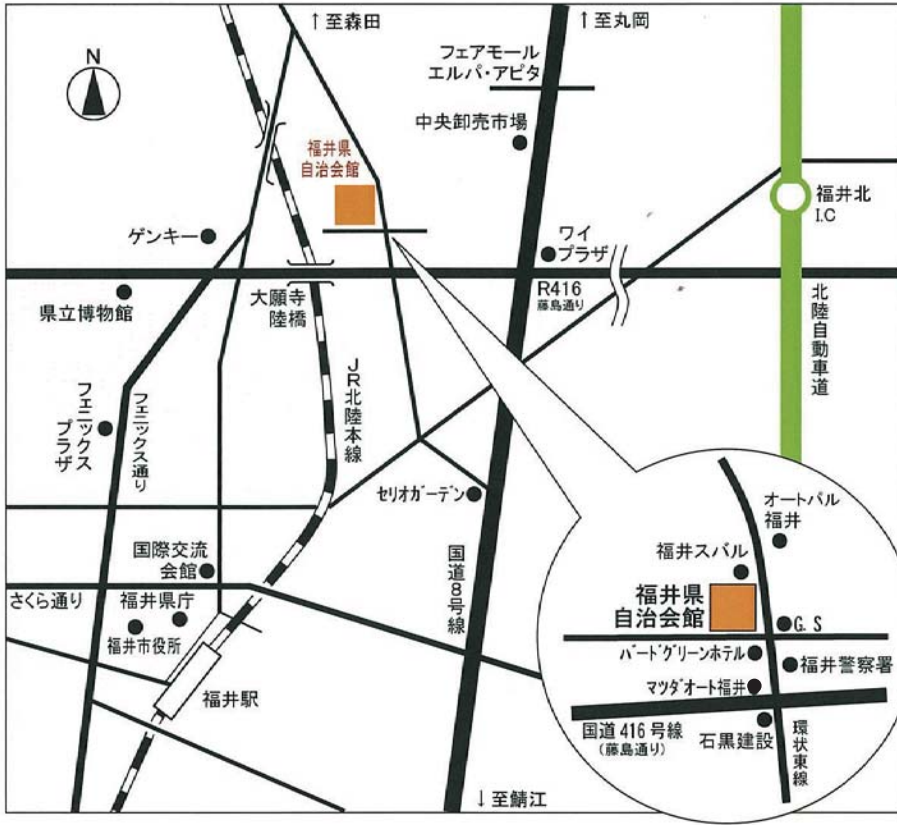 ↑至森田
↑至丸岡
N
フェアモール
エルパ・アピタ
中央卸売市場
福井県
自治会館
福井北
I.C
ゲンキー
ワイ
プラザ
R416
藤島通り
県立博物館
大願寺
陸橋
北陸自動車道
JR北陸本線
フェニックス
プラザ
フェニックス通り
セリオガーデン
国道8号線
国際交流
会館
さくら通り
福井県庁
福井市役所
福井駅
↓至鯖江
オートパル
福井
福井スバル
福井県
自治会館
G.S
バードグリーンホテル
福井警察署
マツダオート福井
国道416号線
(藤島通り)
石黒建設
環状東線